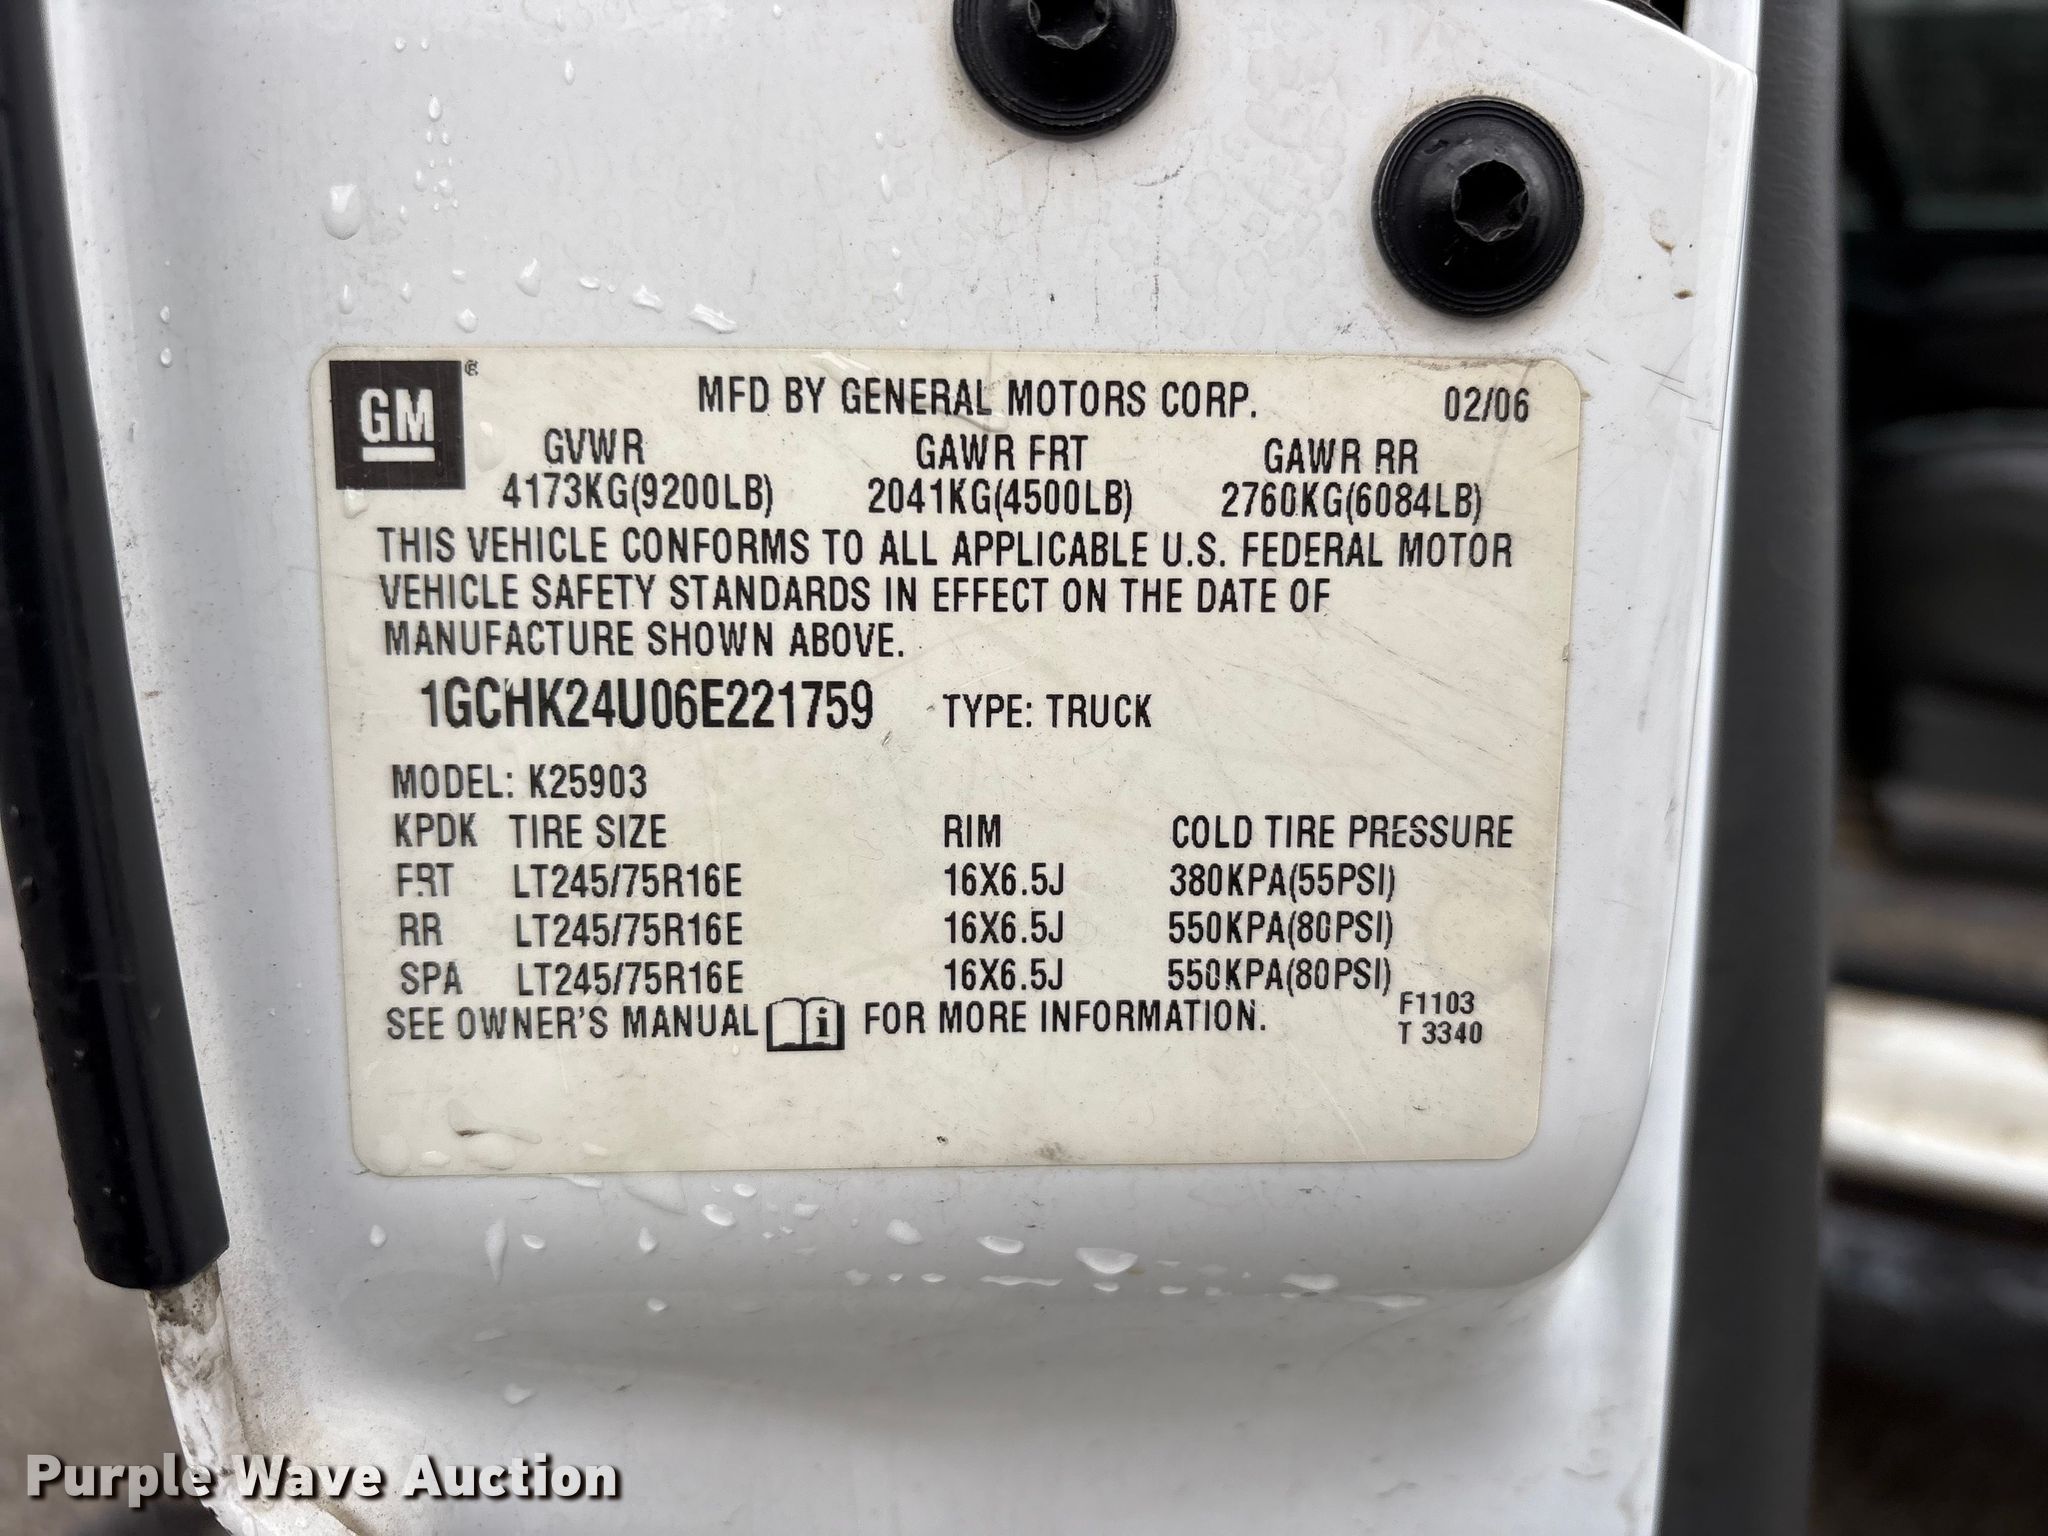 GM
®
MFD BY GENERAL MOTORS CORP. 02/06
GVWR GAWR FRT GAWR RR
4173KG(9200LB) 2041KG(4500LB) 2760KG(6084LB)
THIS VEHICLE CONFORMS TO ALL APPLICABLE U.S. FEDERAL MOTOR
VEHICLE SAFETY STANDARDS IN EFFECT ON THE DATE OF
MANUFACTURE SHOWN ABOVE.
1GCHK24U06E221759 TYPE: TRUCK
MODEL: K25903
KPDK TIRE SIZE RIM COLD TIRE PRESSURE
FRT LT245/75R16E 16X6.5J 380KPA(55PSI)
RR LT245/75R16E 16X6.5J 550KPA(80PSI)
SPA LT245/75R16E 16X6.5J 550KPA(80PSI)
SEE OWNER'S MANUAL i FOR MORE INFORMATION.
F1103
T 3340
Purple Wave Auction